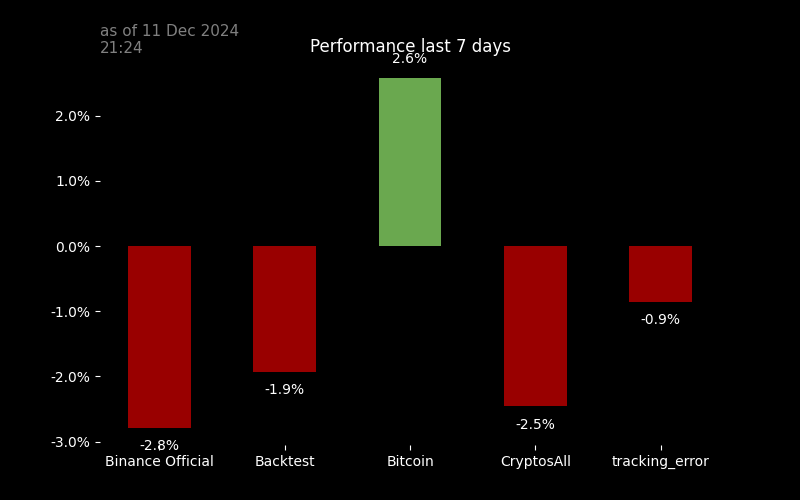 as of 11 Dec 2024
21:24
Performance last 7 days
2.6%
2.0%
1.0%
0.0%
-1.0%
-2.0%
-3.0%
-2.8%
-1.9%
-2.5%
-0.9%
Binance Official
Backtest
Bitcoin
CryptosAll
tracking_error